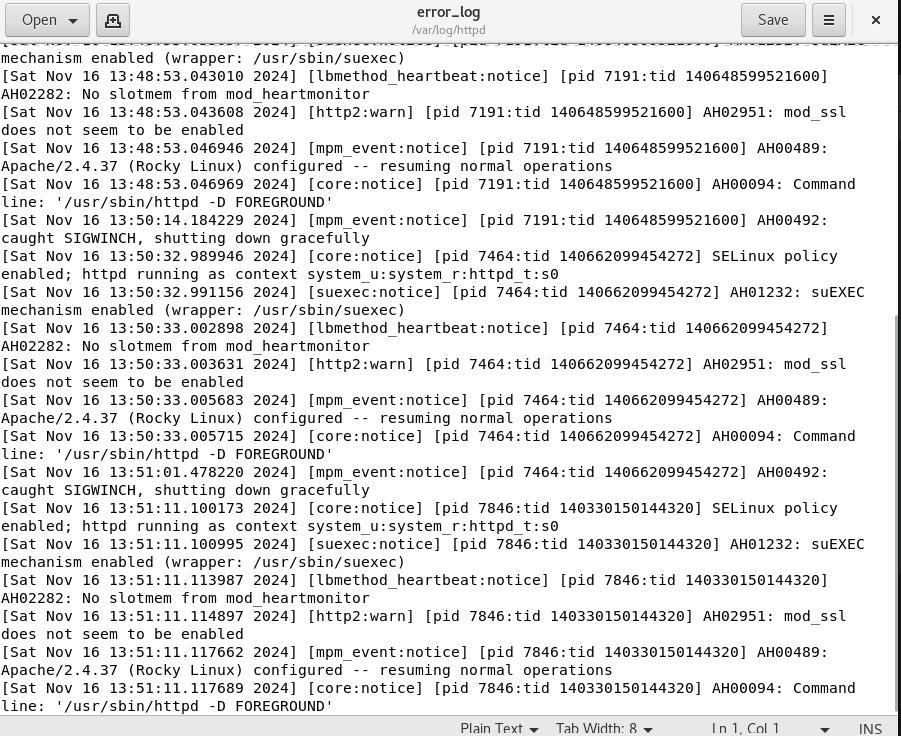 Open
error_log
/var/log/httpd
Save
mechanism enabled (wrapper: /usr/sbin/suexec)
[Sat Nov 16 13:48:53.043010 2024] [lbmethod_heartbeat:notice] [pid 7191:tid 140648599521600]
AH02282: No slotmem from mod_heartmonitor
[Sat Nov 16 13:48:53.043608 2024] [http2:warn] [pid 7191:tid 140648599521600] AH02951: mod_ssl
does not seem to be enabled
[Sat Nov 16 13:48:53.046946 2024] [mpm_event:notice] [pid 7191:tid 140648599521600] AH00489:
Apache/2.4.37 (Rocky Linux) configured -- resuming normal operations
[Sat Nov 16 13:48:53.046969 2024] [core:notice] [pid 7191:tid 140648599521600] AH00094: Command
line: '/usr/sbin/httpd -D FOREGROUND'
[Sat Nov 16 13:50:14.184229 2024] [mpm_event:notice] [pid 7191:tid 140648599521600] AH00492:
caught SIGWINCH, shutting down gracefully
[Sat Nov 16 13:50:32.989946 2024] [core:notice] [pid 7464:tid 140662099454272] SELinux policy
enabled; httpd running as context system_u:system_r:httpd_t:s0
[Sat Nov 16 13:50:32.991156 2024] [suexec:notice] [pid 7464:tid 140662099454272] AH01232: suEXEC
mechanism enabled (wrapper: /usr/sbin/suexec)
[Sat Nov 16 13:50:33.002898 2024] [lbmethod_heartbeat:notice] [pid 7464:tid 140662099454272]
AH02282: No slotmem from mod_heartmonitor
[Sat Nov 16 13:50:33.003631 2024] [http2:warn] [pid 7464:tid 140662099454272] AH02951: mod_ssl
does not seem to be enabled
[Sat Nov 16 13:50:33.005683 2024] [mpm_event:notice] [pid 7464:tid 140662099454272] AH00489:
Apache/2.4.37 (Rocky Linux) configured -- resuming normal operations
[Sat Nov 16 13:50:33.005715 2024] [core:notice] [pid 7464:tid 140662099454272] AH00094: Command
line: '/usr/sbin/httpd -D FOREGROUND'
[Sat Nov 16 13:51:01.478220 2024] [mpm_event:notice] [pid 7464:tid 140662099454272] AH00492:
caught SIGWINCH, shutting down gracefully
[Sat Nov 16 13:51:11.100173 2024] [core:notice] [pid 7846:tid 140330150144320] SELinux policy
enabled; httpd running as context system_u:system_r:httpd_t:s0
[Sat Nov 16 13:51:11.100995 2024] [suexec:notice] [pid 7846:tid 140330150144320] AH01232: suEXEC
mechanism enabled (wrapper: /usr/sbin/suexec)
[Sat Nov 16 13:51:11.113987 2024] [lbmethod_heartbeat:notice] [pid 7846:tid 140330150144320]
AH02282: No slotmem from mod_heartmonitor
[Sat Nov 16 13:51:11.114897 2024] [http2:warn] [pid 7846:tid 140330150144320] AH02951: mod_ssl
does not seem to be enabled
[Sat Nov 16 13:51:11.117662 2024] [mpm_event:notice] [pid 7846:tid 140330150144320] AH00489:
Apache/2.4.37 (Rocky Linux) configured -- resuming normal operations
[Sat Nov 16 13:51:11.117689 2024] [core:notice] [pid 7846:tid 140330150144320] AH00094: Command
line: '/usr/sbin/httpd -D FOREGROUND'
Plain Text Tab Width: 8 Ln 1, Col 1 INS